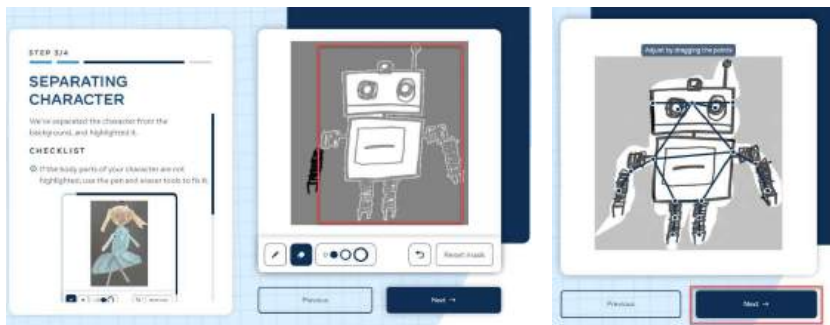 STEP 3/4
SEPARATING
CHARACTER
We've separated the character from the
background, and highlighted it.
CHECKLIST
If the body parts of your character are not
highlighted, use the pen and eraser tools to fix it.
Reset mask
Previous
Next →
Adjust by dragging the points
Previous
Next →